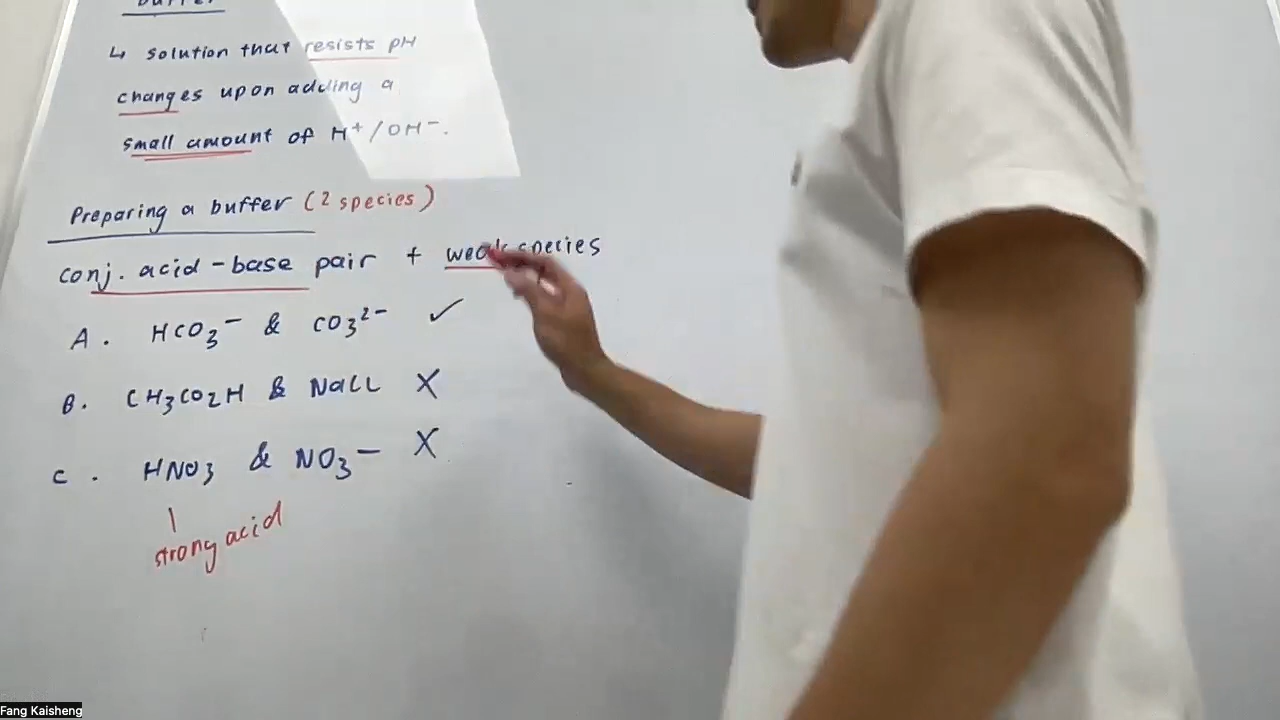 Buffer
↳ solution that resists pH
changes upon adding a
small amount of H⁺/OH⁻.
Preparing a buffer (2 species)
conj. acid-base pair + weak species
A. HCO₃⁻ & CO₃²⁻ ✓
B. CH₃CO₂H & NaCl X
C. HNO₃ & NO₃⁻ X
strong acid
Fang Kaisheng